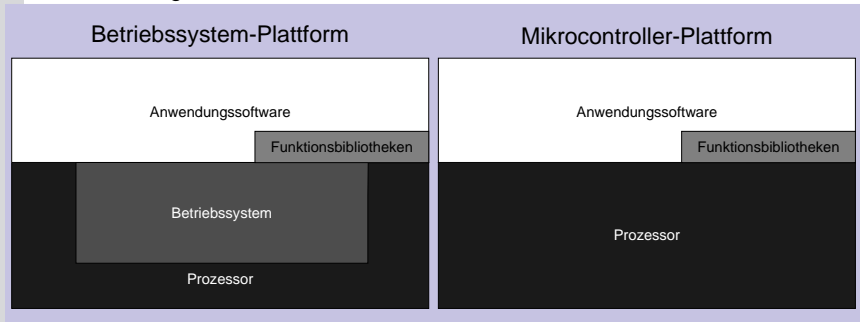 Betriebssystem-Plattform
Anwendungssoftware
Funktionsbibliotheken
Betriebssystem
Prozessor
Mikrocontroller-Plattform
Anwendungssoftware
Funktionsbibliotheken
Prozessor